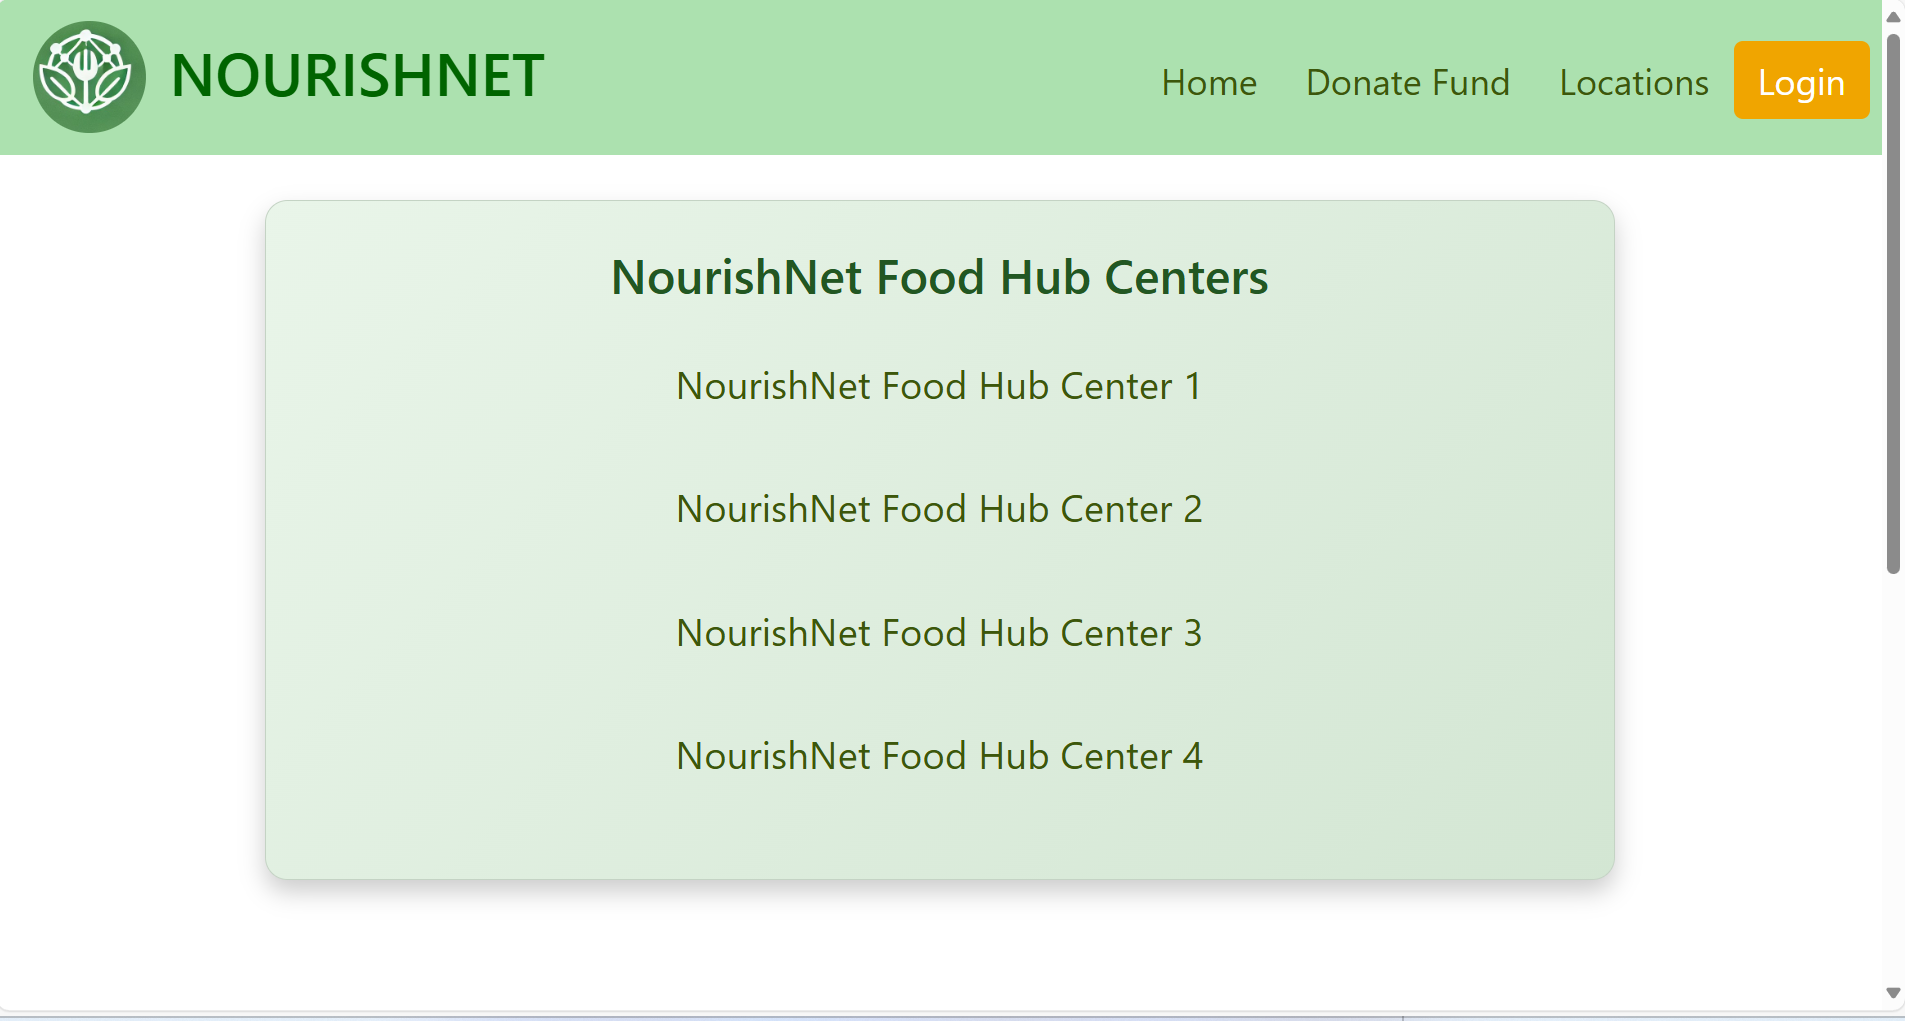 NOURISHNET
Home Donate Fund Locations Login
NourishNet Food Hub Centers
NourishNet Food Hub Center 1
NourishNet Food Hub Center 2
NourishNet Food Hub Center 3
NourishNet Food Hub Center 4